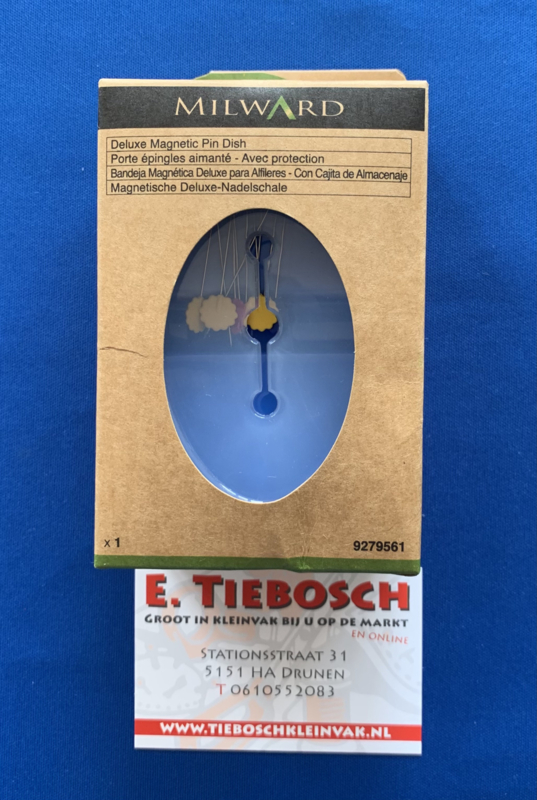 MILWARD
Deluxe Magnetic Pin Dish
Porte épingles aimanté - Avec protection
Bandeja Magnética Deluxe para Alfileres - Con Cajita de Almacenaje
Magnetische Deluxe-Nadelschale
x 1
9279561
E. TIEBOSCH
GROOT IN KLEINVAK BIJ U OP DE MARKT
EN ONLINE
STATIONSSTRAAT 31
5151 HA DRUNEN
T 0610552083
WWW.TIEBOSCHKLEINVAK.NL